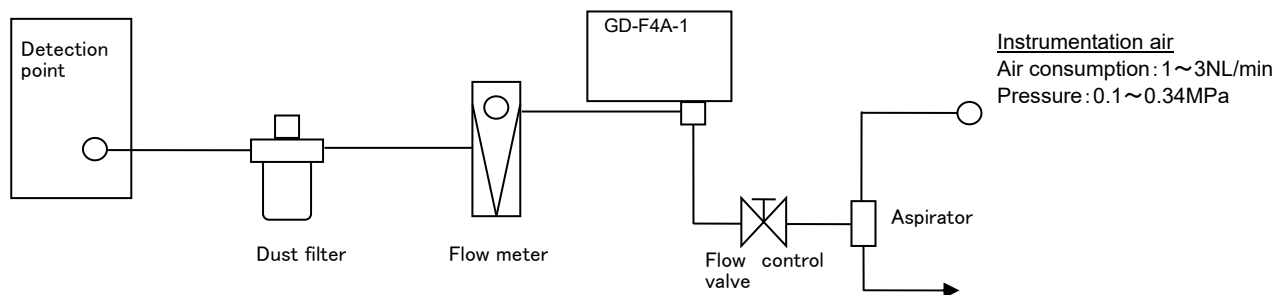 Detection
point
Dust filter
Flow meter
GD-F4A-1
Flow control
valve
Aspirator
Instrumentation air
Air consumption：1～3NL/min
Pressure：0.1～0.34MPa